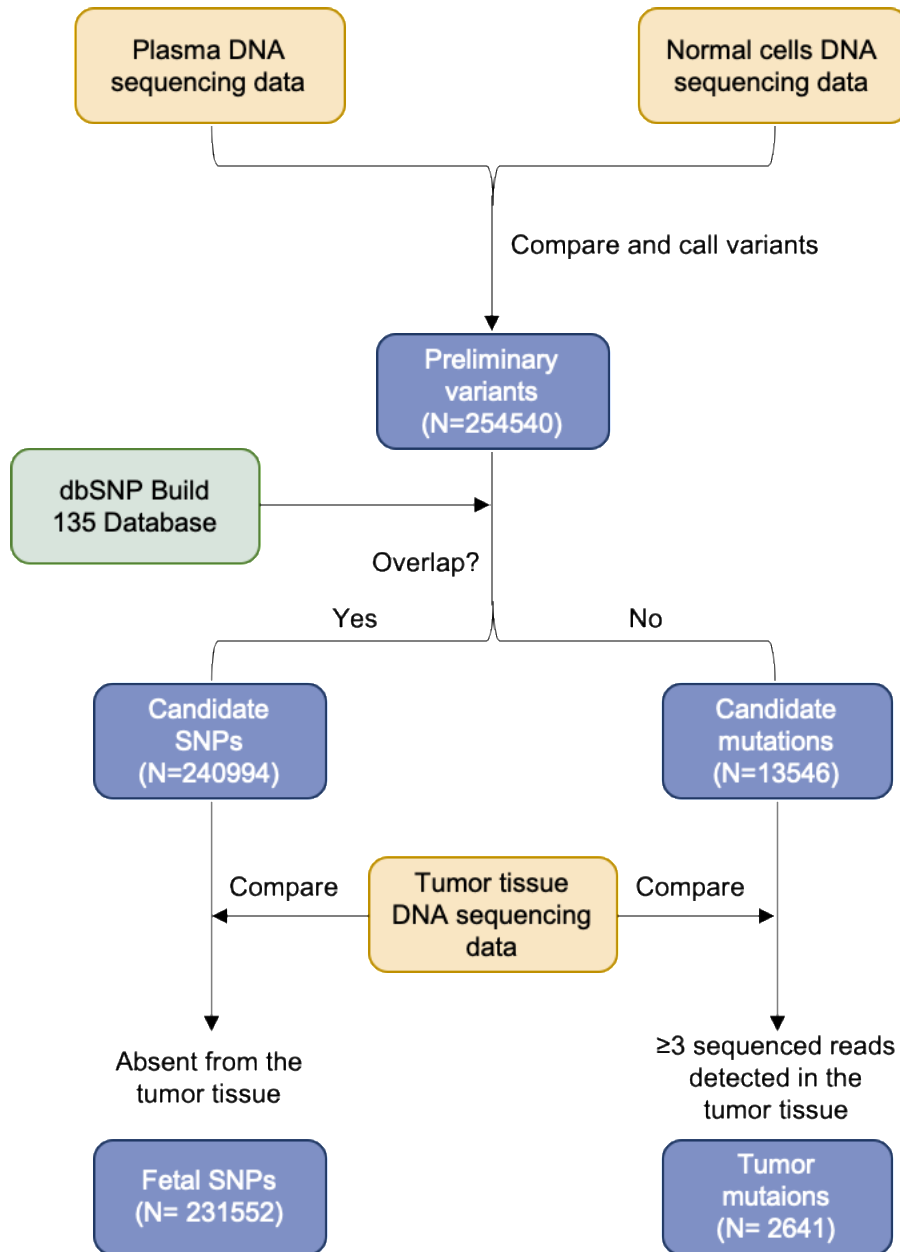 Plasma DNA
sequencing data
Normal cells DNA
sequencing data
Compare and call variants
Preliminary
variants
(N=254540)
dbSNP Build
135 Database
Overlap?
Yes
No
Candidate
SNPs
(N=240994)
Candidate
mutations
(N=13546)
Compare
Tumor tissue
DNA sequencing
data
Compare
Absent from the
tumor tissue
≥3 sequenced reads
detected in the
tumor tissue
Fetal SNPs
(N= 231552)
Tumor
mutaions
(N= 2641)